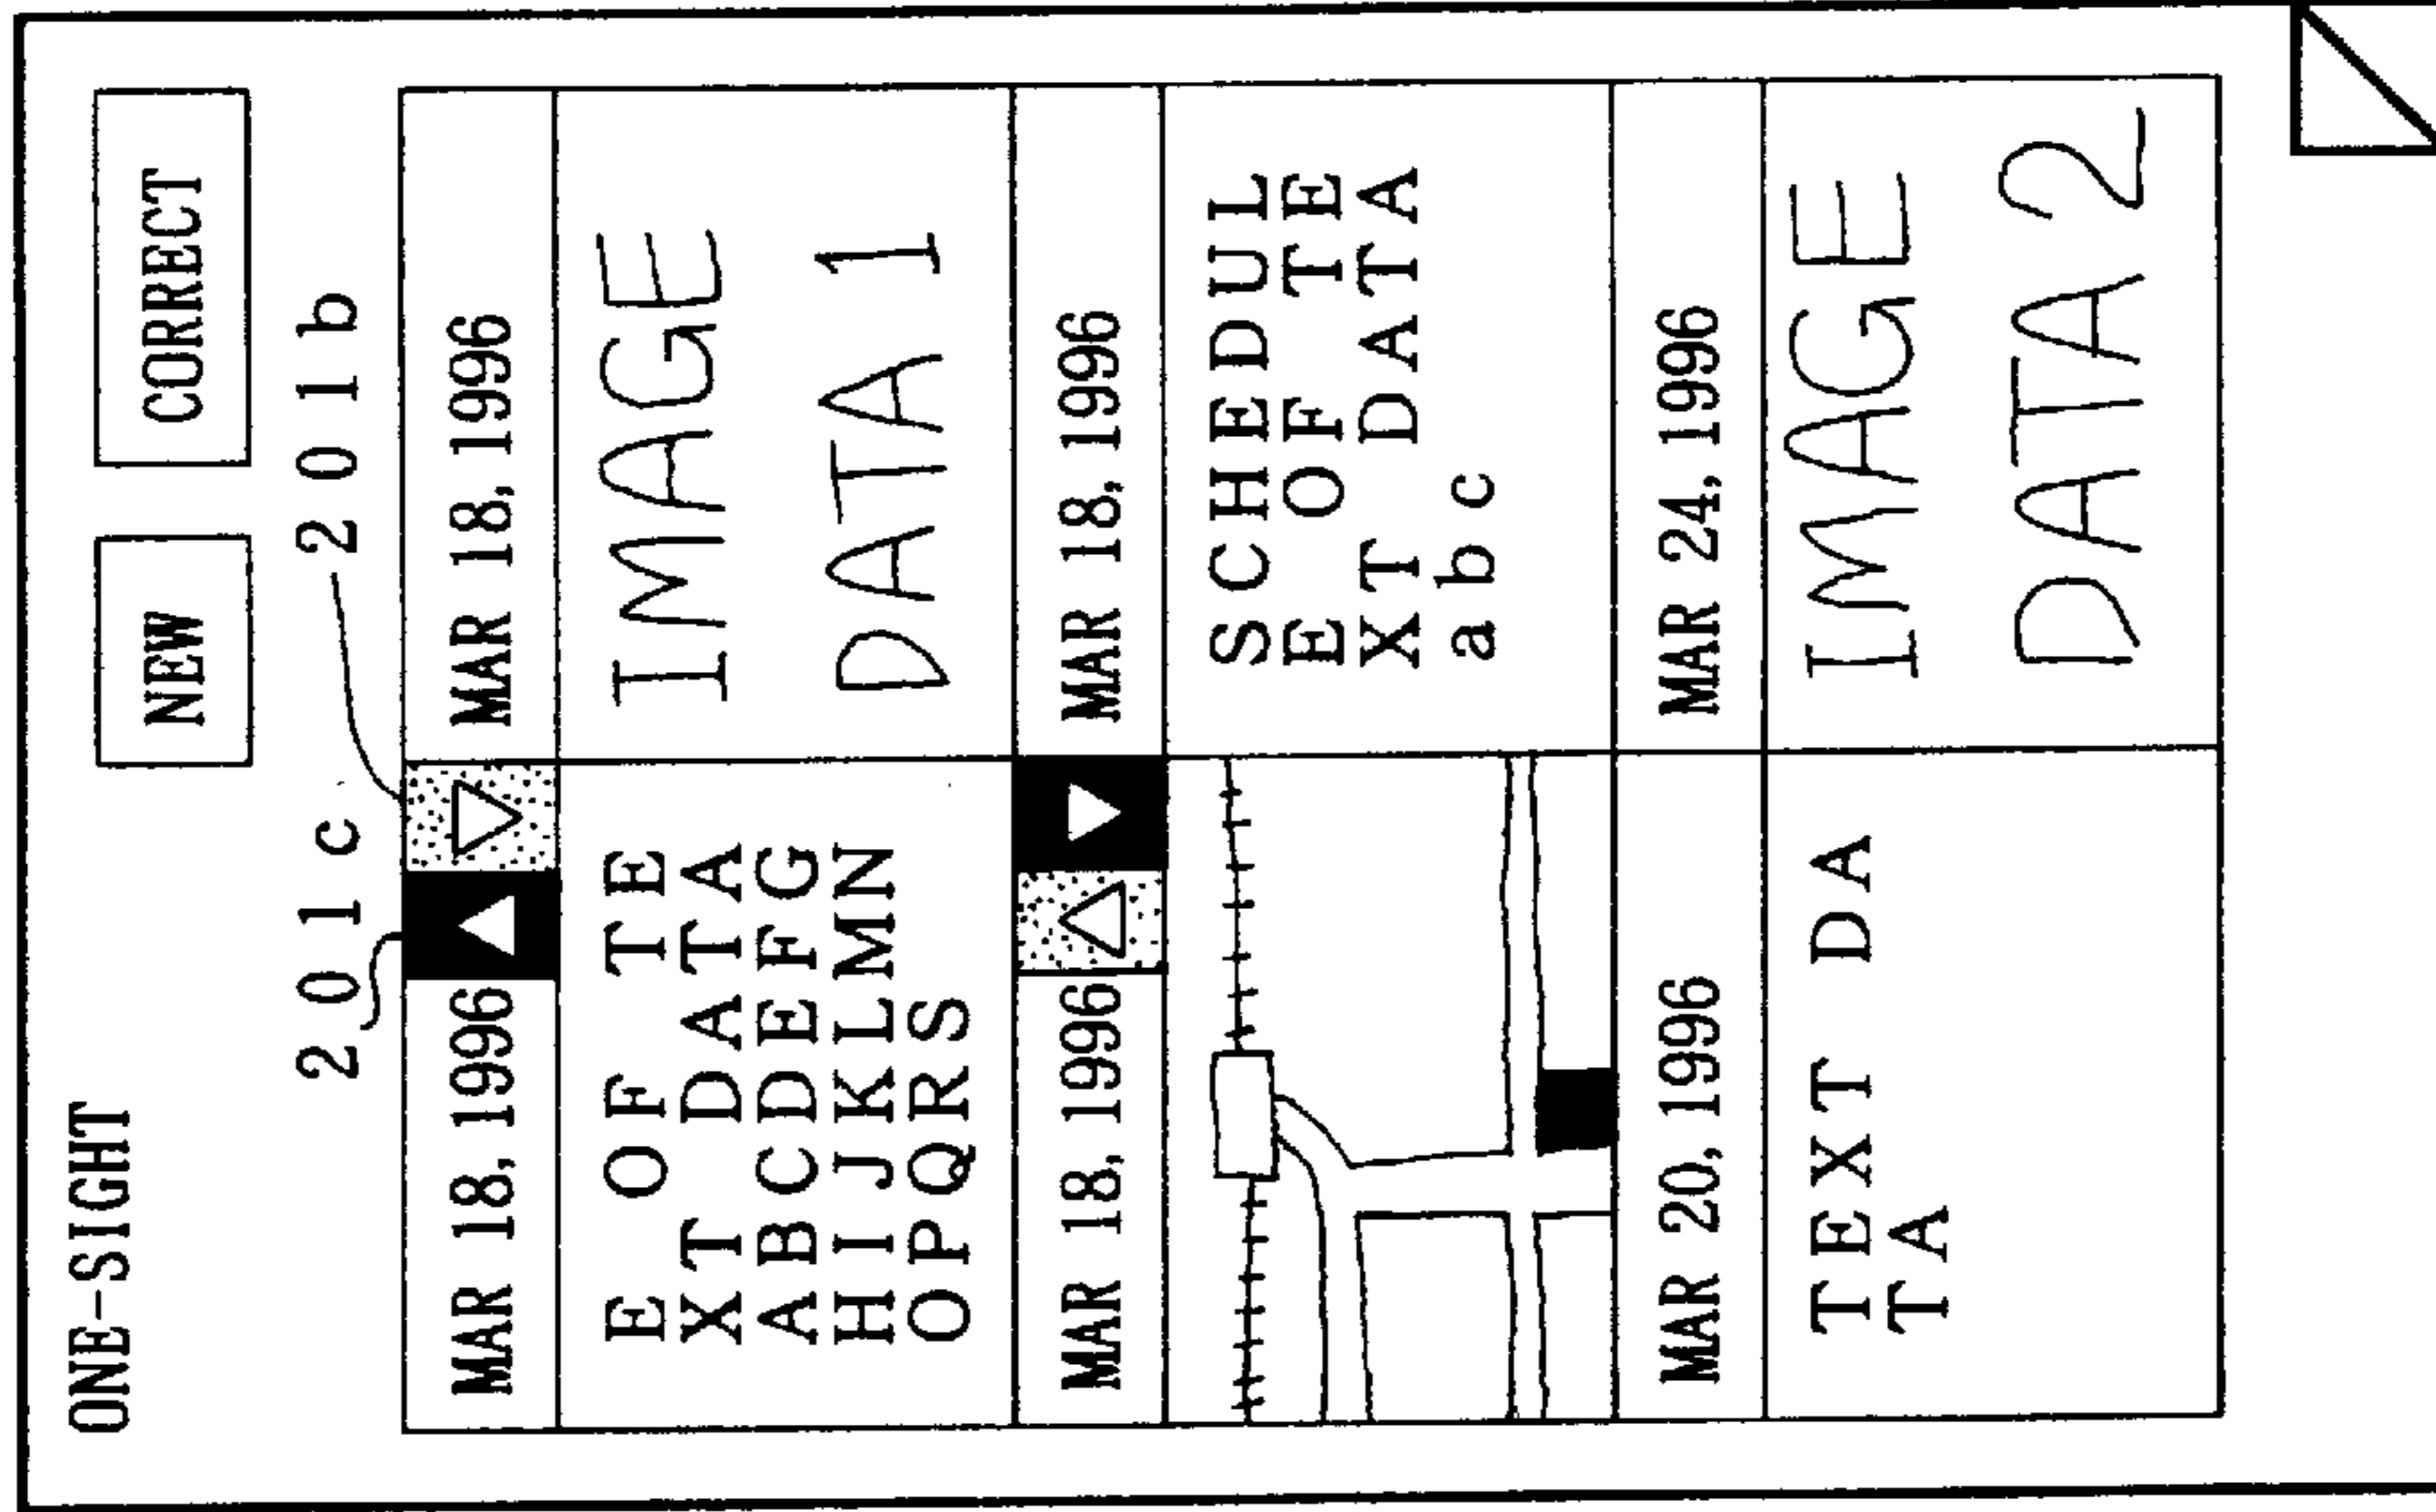 ONE-SIGHT
NEW
CORRECT
201c
201b
MAR 18,1996
MAR 18,1996
E OF TE
XT DATA
ABCDEFG
HIJKLMN
OPQRS
IMAGE
DATA 1
MAR 18,1996
MAR 18,1996
SCHEDUL
E OF TE
XT DATA
abc
MAR 20,1996
MAR 24,1996
TEXT DA
TA
IMAGE
DATA 2